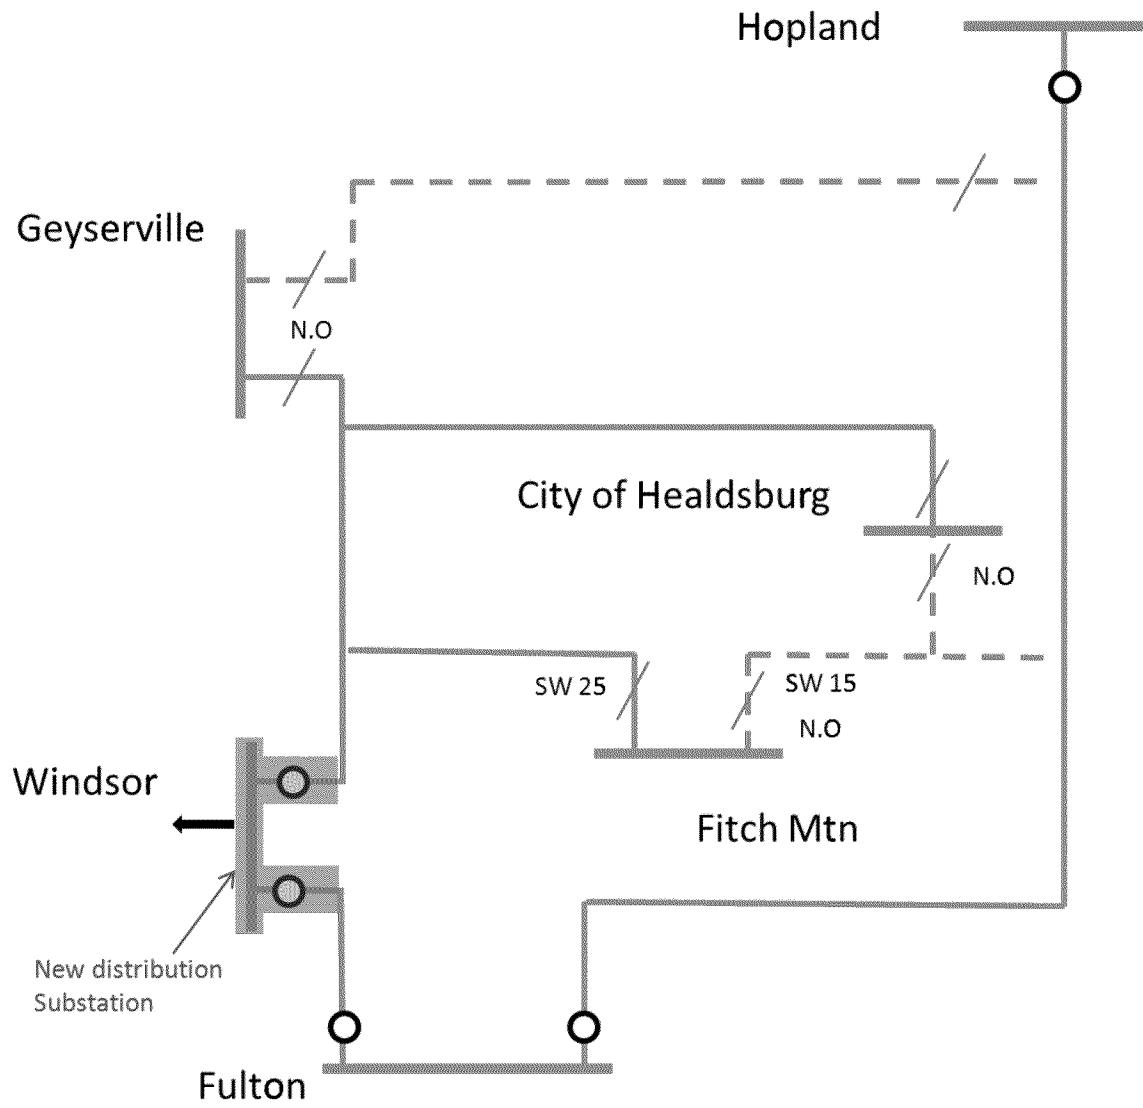 Hopland
Geyserville
N.O
City of Healdsburg
N.O
SW 25
SW 15
N.O
Windsor
Fitch Mtn
New distribution
Substation
Fulton